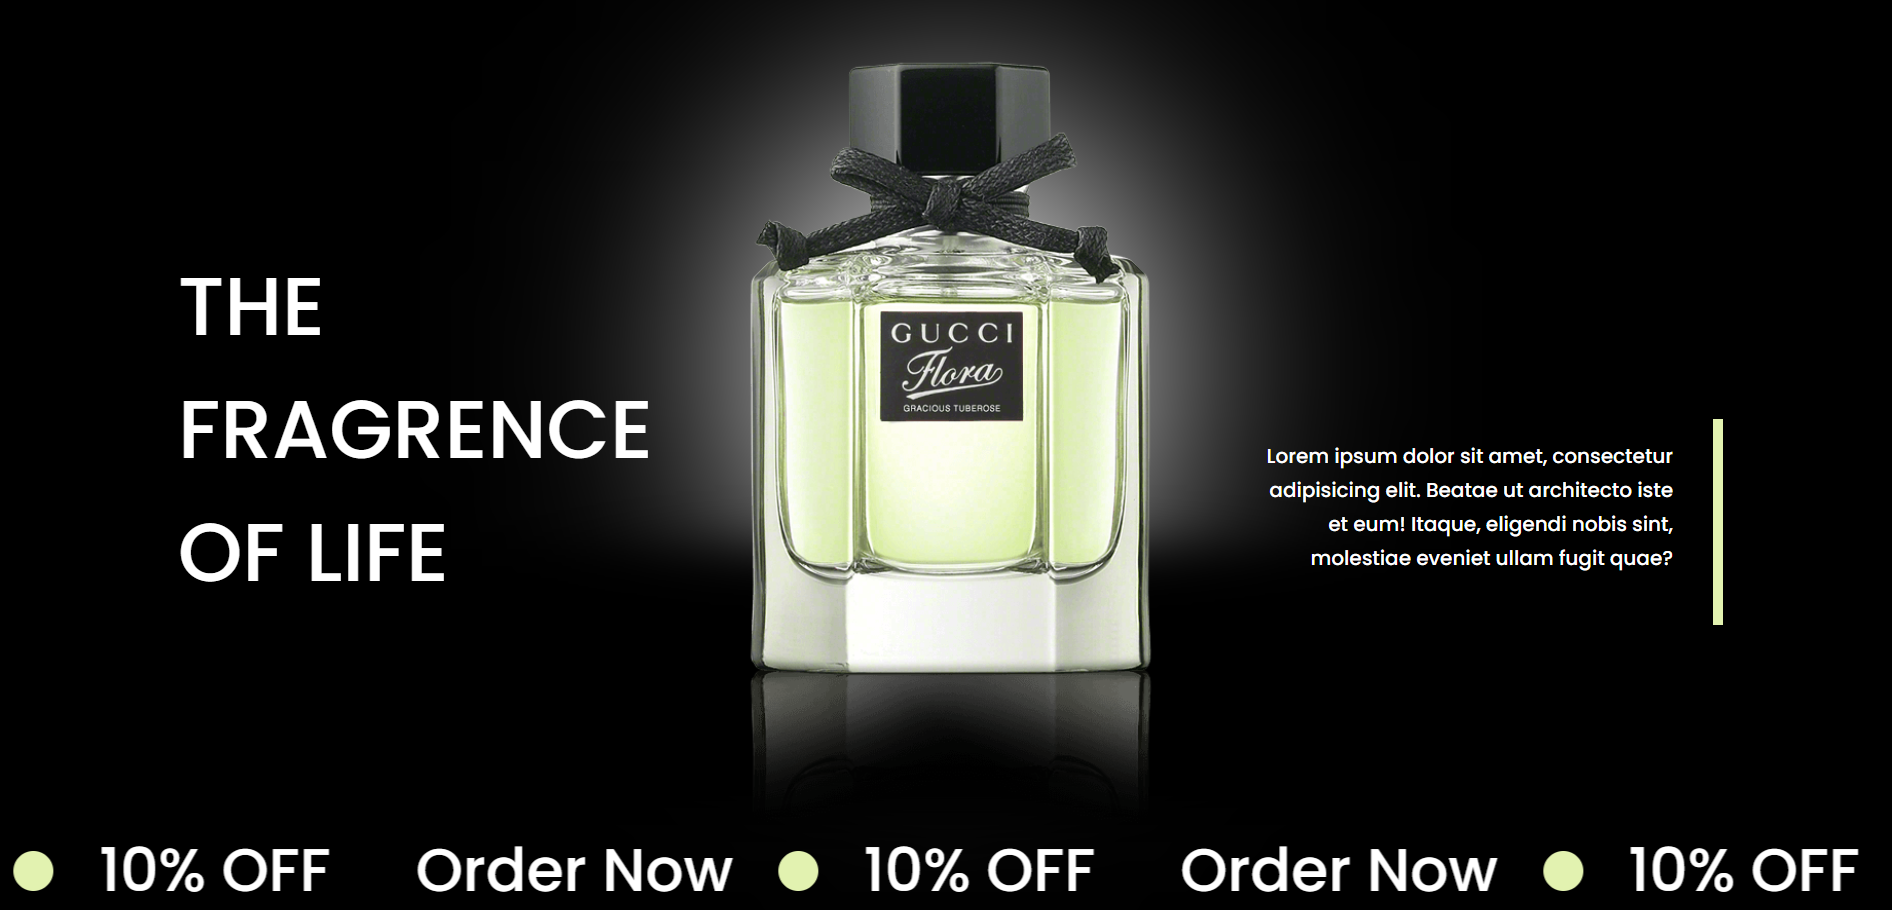 THE
FRAGRENCE
OF LIFE
GUCCI
Flora
GRACIOUS TUBEROSE
Lorem ipsum dolor sit amet, consectetur
adipisicing elit. Beatae ut architecto iste
et eum! Itaque, eligendi nobis sint,
molestiae eveniet ullam fugit quae?
10% OFF Order Now 10% OFF Order Now 10% OFF